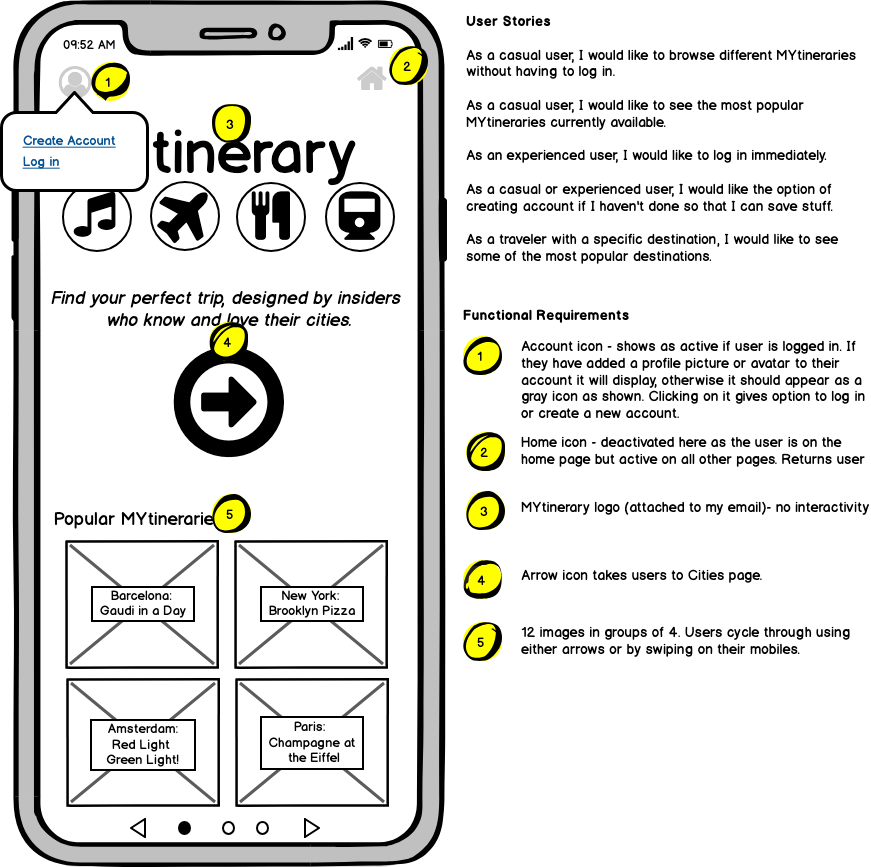 09:52 AM
1
2
3
Create Account
Log in
tinerary
Find your perfect trip, designed by insiders
who know and love their cities.
4
Popular MYtinerarie
5
Barcelona:
Gaudi in a Day
New York:
Brooklyn Pizza
Amsterdam:
Red Light
Green Light!
Paris:
Champagne at
the Eiffel
User Stories
As a casual user, I would like to browse different MYtineraries
without having to log in.
As a casual user, I would like to see the most popular
MYtineraries currently available.
As an experienced user, I would like to log in immediately.
As a casual or experienced user, I would like the option of
creating account if I haven't done so that I can save stuff.
As a traveler with a specific destination, I would like to see
some of the most popular destinations.
Functional Requirements
1
Account icon - shows as active if user is logged in. If
they have added a profile picture or avatar to their
account it will display, otherwise it should appear as a
gray icon as shown. Clicking on it gives option to log in
or create a new account.
2
Home icon - deactivated here as the user is on the
home page but active on all other pages. Returns user
3
MYtinerary logo (attached to my email)- no interactivity
4
Arrow icon takes users to Cities page.
5
12 images in groups of 4. Users cycle through using
either arrows or by swiping on their mobiles.